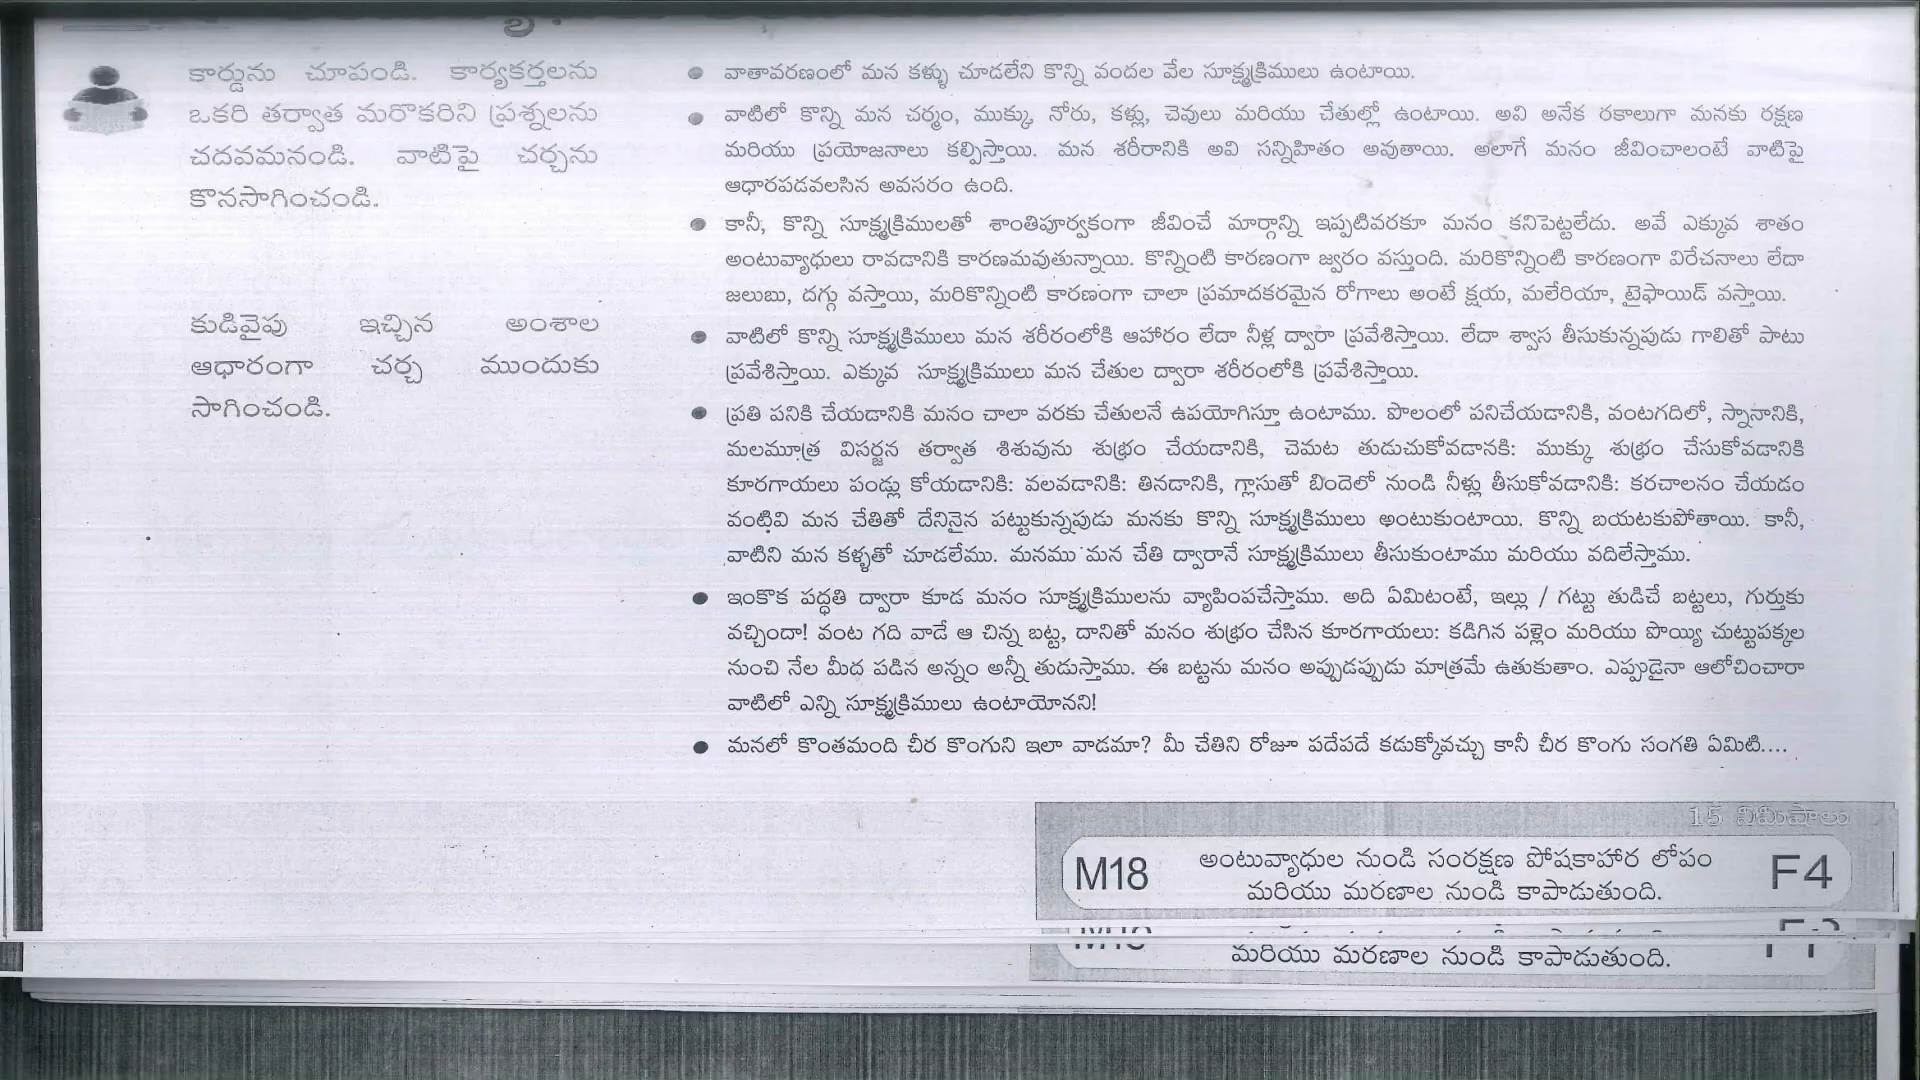 కార్డును చూపండి. కార్యకర్తలను
ఒకరి తర్వాత మరొకరిని ప్రశ్నలను
చదవమనండి. వాటిపై చర్చను
కొనసాగించండి.
కుడివైపు ఇచ్చిన అంశాల
ఆధారంగా చర్చ ముందుకు
సాగించండి.
● వాతావరణంలో మన కళ్ళు చూడలేని కొన్ని వందల వేల సూక్ష్మక్రిములు ఉంటాయి.
● వాటిలో కొన్ని మన చర్మం, ముక్కు, నోరు, కళ్లు, చెవులు మరియు చేతుల్లో ఉంటాయి. అవి అనేక రకాలుగా మనకు రక్షణ
మరియు ప్రయోజనాలు కల్పిస్తాయి. మన శరీరానికి అవి సన్నిహితం అవుతాయి. అలాగే మనం జీవించాలంటే వాటిపై
ఆధారపడవలసిన అవసరం ఉంది.
● కానీ, కొన్ని సూక్ష్మక్రిములతో శాంతిపూర్వకంగా జీవించే మార్గాన్ని ఇప్పటివరకూ మనం కనిపెట్టలేదు. అవే ఎక్కువ శాతం
అంటువ్యాధులు రావడానికి కారణమవుతున్నాయి. కొన్నింటి కారణంగా జ్వరం వస్తుంది. మరికొన్నింటి కారణంగా విరేచనాలు లేదా
జలుబు, దగ్గు వస్తాయి, మరికొన్నింటి కారణంగా చాలా ప్రమాదకరమైన రోగాలు అంటే క్షయ, మలేరియా, టైఫాయిడ్ వస్తాయి.
● వాటిలో కొన్ని సూక్ష్మక్రిములు మన శరీరంలోకి ఆహారం లేదా నీళ్ల ద్వారా ప్రవేశిస్తాయి. లేదా శ్వాస తీసుకున్నపుడు గాలితో పాటు
ప్రవేశిస్తాయి. ఎక్కువ సూక్ష్మక్రిములు మన చేతుల ద్వారా శరీరంలోకి ప్రవేశిస్తాయి.
● ప్రతి పనికి చేయడానికి మనం చాలా వరకు చేతులనే ఉపయోగిస్తూ ఉంటాము. పొలంలో పనిచేయడానికి, వంటగదిలో, స్నానానికి,
మలమూత్ర విసర్జన తర్వాత శిశువును శుభ్రం చేయడానికి, చెమట తుడుచుకోవడానకి: ముక్కు శుభ్రం చేసుకోవడానికి
కూరగాయలు పండ్లు కోయడానికి: వలవడానికి: తినడానికి, గ్లాసుతో బిందెలో నుండి నీళ్లు తీసుకోవడానికి: కరచాలనం చేయడం
వంటివి మన చేతితో దేనినైన పట్టుకున్నపుడు మనకు కొన్ని సూక్ష్మక్రిములు అంటుకుంటాయి. కొన్ని బయటకుపోతాయి. కానీ,
వాటిని మన కళ్ళతో చూడలేము. మనము మన చేతి ద్వారానే సూక్ష్మక్రిములు తీసుకుంటాము మరియు వదిలేస్తాము.
● ఇంకొక పద్ధతి ద్వారా కూడ మనం సూక్ష్మక్రిములను వ్యాపింపచేస్తాము. అది ఏమిటంటే, ఇల్లు / గట్టు తుడిచే బట్టలు, గుర్తుకు
వచ్చిందా! వంట గది వాడే ఆ చిన్న బట్ట, దానితో మనం శుభ్రం చేసిన కూరగాయలు: కడిగిన పళ్లెం మరియు పొయ్యి చుట్టుపక్కల
నుంచి నేల మీద పడిన అన్నం అన్నీ తుడుస్తాము. ఈ బట్టను మనం అప్పుడప్పుడు మాత్రమే ఉతుకుతాం. ఎప్పుడైనా ఆలోచించారా
వాటిలో ఎన్ని సూక్ష్మక్రిములు ఉంటాయోనని!
● మనలో కొంతమంది చీర కొంగుని ఇలా వాడమా? మీ చేతిని రోజూ పదేపదే కడుక్కోవచ్చు కానీ చీర కొంగు సంగతి ఏమిటి....
15 నిమిషాలు
M18 అంటువ్యాధుల నుండి సంరక్షణ పోషకాహార లోపం F4
మరియు మరణాల నుండి కాపాడుతుంది.
మరియు మరణాల నుండి కాపాడుతుంది.